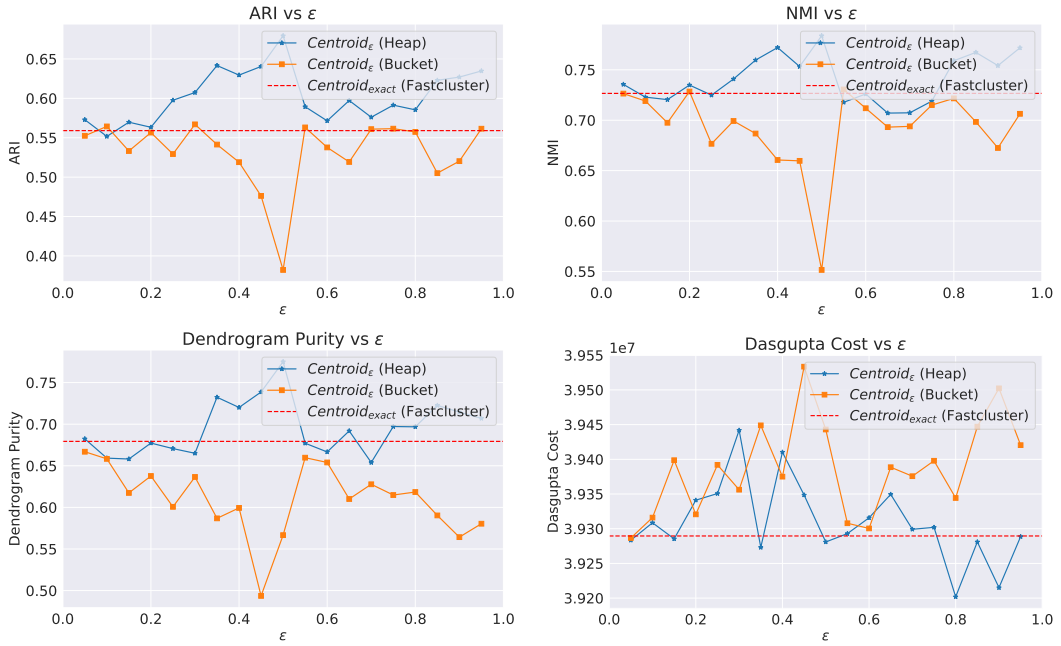 ARI vs ε
0.65
0.60
0.55
0.50
0.45
0.40
ARI
Centroidε (Heap)
Centroidε (Bucket)
Centroidexact (Fastcluster)
0.0 0.2 0.4 0.6 0.8 1.0
ε
NMI vs ε
0.75
0.70
0.65
0.60
0.55
NMI
Centroidε (Heap)
Centroidε (Bucket)
Centroidexact (Fastcluster)
0.0 0.2 0.4 0.6 0.8 1.0
ε
Dendrogram Purity vs ε
0.75
0.70
0.65
0.60
0.55
0.50
Dendrogram Purity
Centroidε (Heap)
Centroidε (Bucket)
Centroidexact (Fastcluster)
0.0 0.2 0.4 0.6 0.8 1.0
ε
Dasgupta Cost vs ε
1e7
3.955
3.950
3.945
3.940
3.935
3.930
3.925
3.920
Dasgupta Cost
Centroidε (Heap)
Centroidε (Bucket)
Centroidexact (Fastcluster)
0.0 0.2 0.4 0.6 0.8 1.0
ε